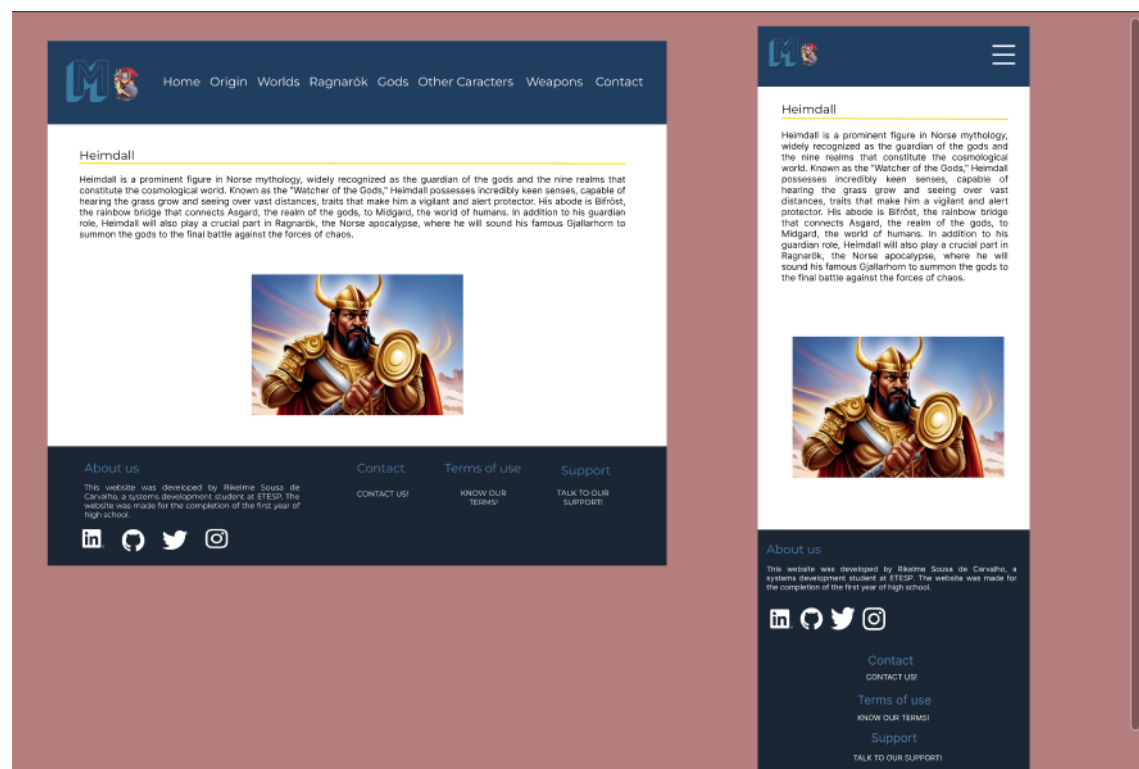 M
Home Origin Worlds Ragnarök Gods Other Caracters Weapons Contact
Heimdall
Heimdall is a prominent figure in Norse mythology, widely recognized as the guardian of the gods and the nine realms that
constitute the cosmological world. Known as the "Watcher of the Gods," Heimdall possesses incredibly keen senses, capable of
hearing the grass grow and seeing over vast distances, traits that make him a vigilant and alert protector. His abode is Bifröst,
the rainbow bridge that connects Asgard, the realm of the gods, to Midgard, the world of humans. In addition to his guardian
role, Heimdall will also play a crucial part in Ragnarök, the Norse apocalypse, where he will sound his famous Gjallarhorn to
summon the gods to the final battle against the forces of chaos.
About us
This website was developed by Rikelme Sousa de
Carvalho, a systems development student at ETESP. The
website was made for the completion of the first year of
high school.
in
Contact
CONTACT US!
Terms of use
KNOW OUR
TERMS!
Support
TALK TO OUR
SUPPORT!
M
Heimdall
Heimdall is a prominent figure in Norse mythology,
widely recognized as the guardian of the gods and
the nine realms that constitute the cosmological
world. Known as the "Watcher of the Gods," Heimdall
possesses incredibly keen senses, capable of
hearing the grass grow and seeing over vast
distances, traits that make him a vigilant and alert
protector. His abode is Bifröst, the rainbow bridge
that connects Asgard, the realm of the gods, to
Midgard, the world of humans. In addition to his
guardian role, Heimdall will also play a crucial part in
Ragnarök, the Norse apocalypse, where he will
sound his famous Gjallarhorn to summon the gods to
the final battle against the forces of chaos.
About us
This website was developed by Rikelme Sousa de Carvalho, a
systems development student at ETESP. The website was made for
the completion of the first year of high school.
in
Contact
CONTACT US!
Terms of use
KNOW OUR TERMS!
Support
TALK TO OUR SUPPORT!